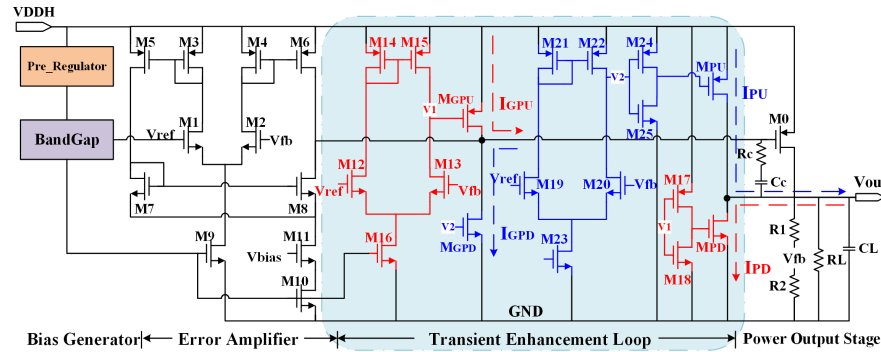 VDDH
M5 M3 M4 M6 M14 M15 M21 M22 M24
Pre_Regulator
V2
MPU
IPU
V1
MGPU
IGPU
M0
BandGap
Vref
M1
M2
Vfb
M25
Rc
M12
M13
Vref
Vfb
Vref
M19
M20
Vfb
M17
Cc
Vout
M7
M8
V2
MGPD
IGPD
V1
MPD
IPD
R1
M9
M11
M16
M23
M18
Vfb
RL
CL
Vbias
M10
R2
GND
Bias Generator
Error Amplifier
Transient Enhancement Loop
Power Output Stage